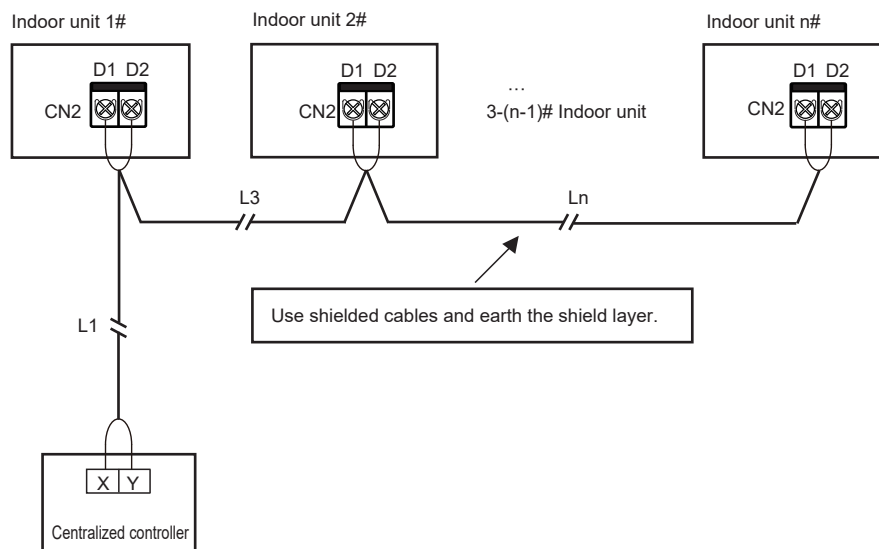 Indoor unit 1#
Indoor unit 2#
Indoor unit n#
D1 D2
CN2
D1 D2
CN2
...
3-(n-1)# Indoor unit
D1 D2
CN2
L3
Ln
Use shielded cables and earth the shield layer.
L1
X Y
Centralized controller